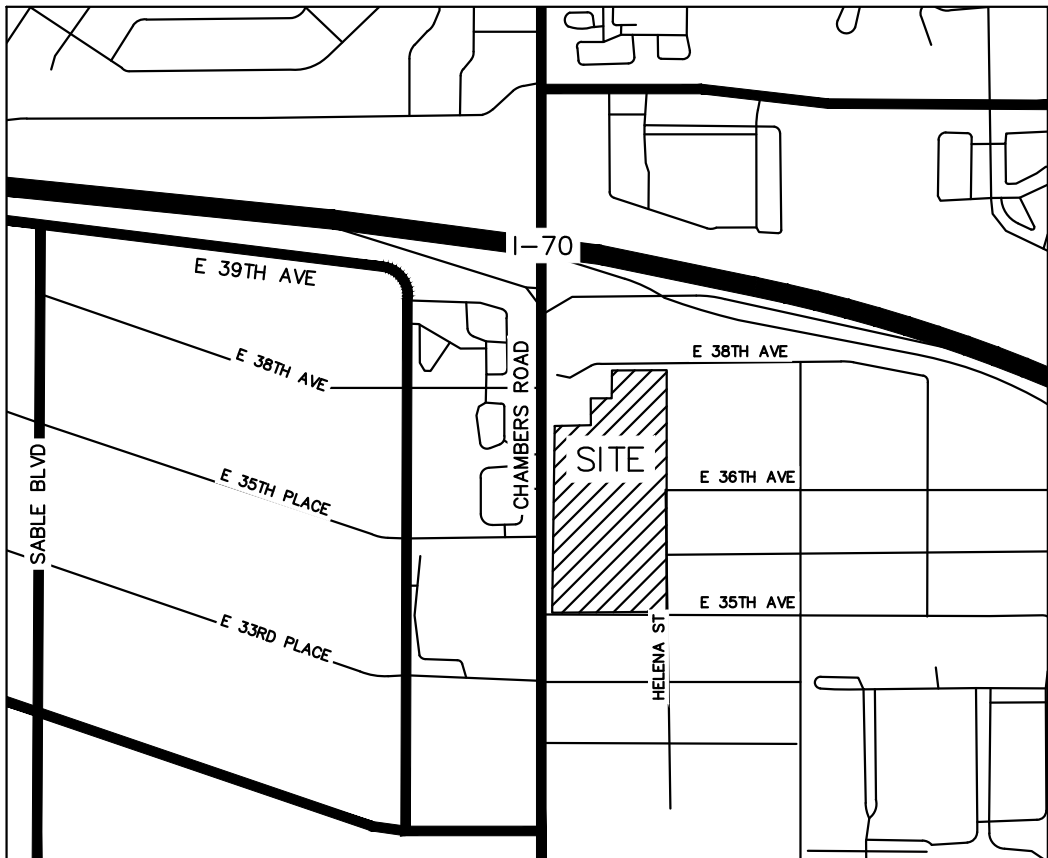 I-70
E 39TH AVE
E 38TH AVE
E 38TH AVE
CHAMBERS ROAD
SITE
SABLE BLVD
E 35TH PLACE
E 36TH AVE
E 35TH AVE
E 33RD PLACE
HELENA ST